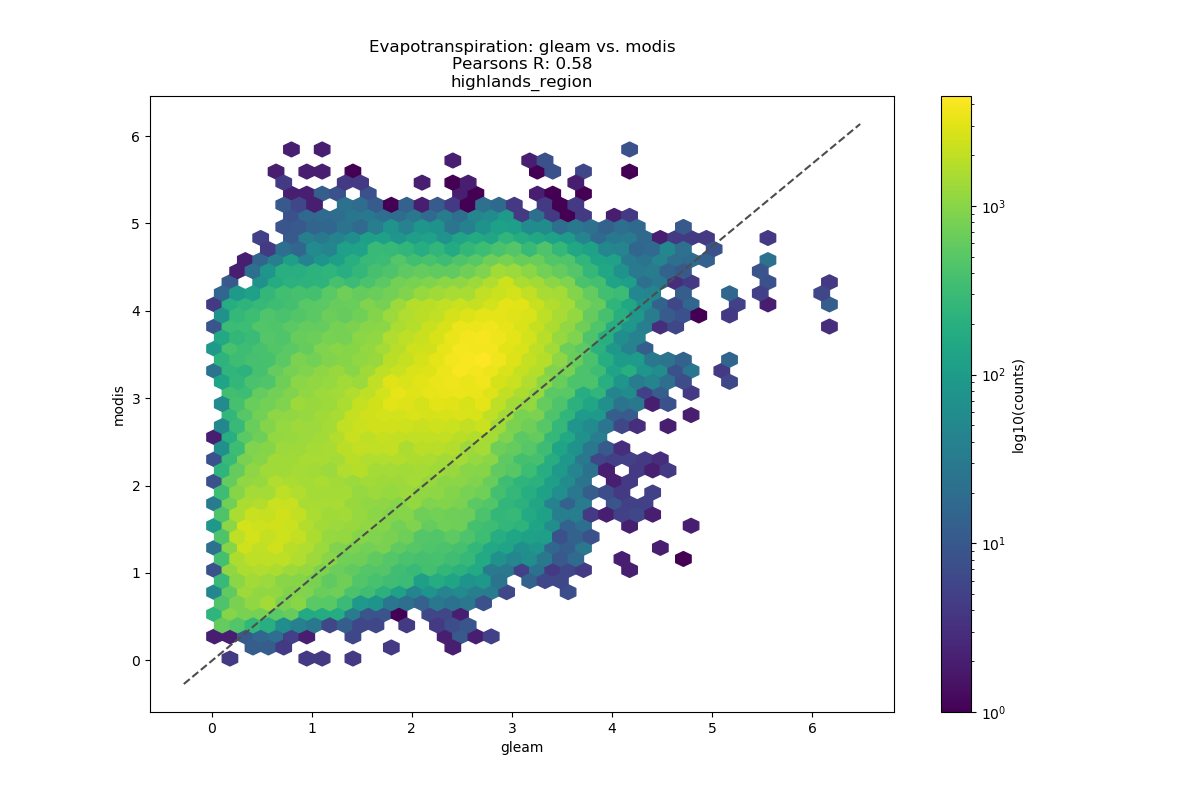 Evapotranspiration: gleam vs. modis
Pearsons R: 0.58
highlands_region
6
5
4
3
2
1
0
modis
0 1 2 3 4 5 6
gleam
10³
10²
10¹
10⁰
log10(counts)